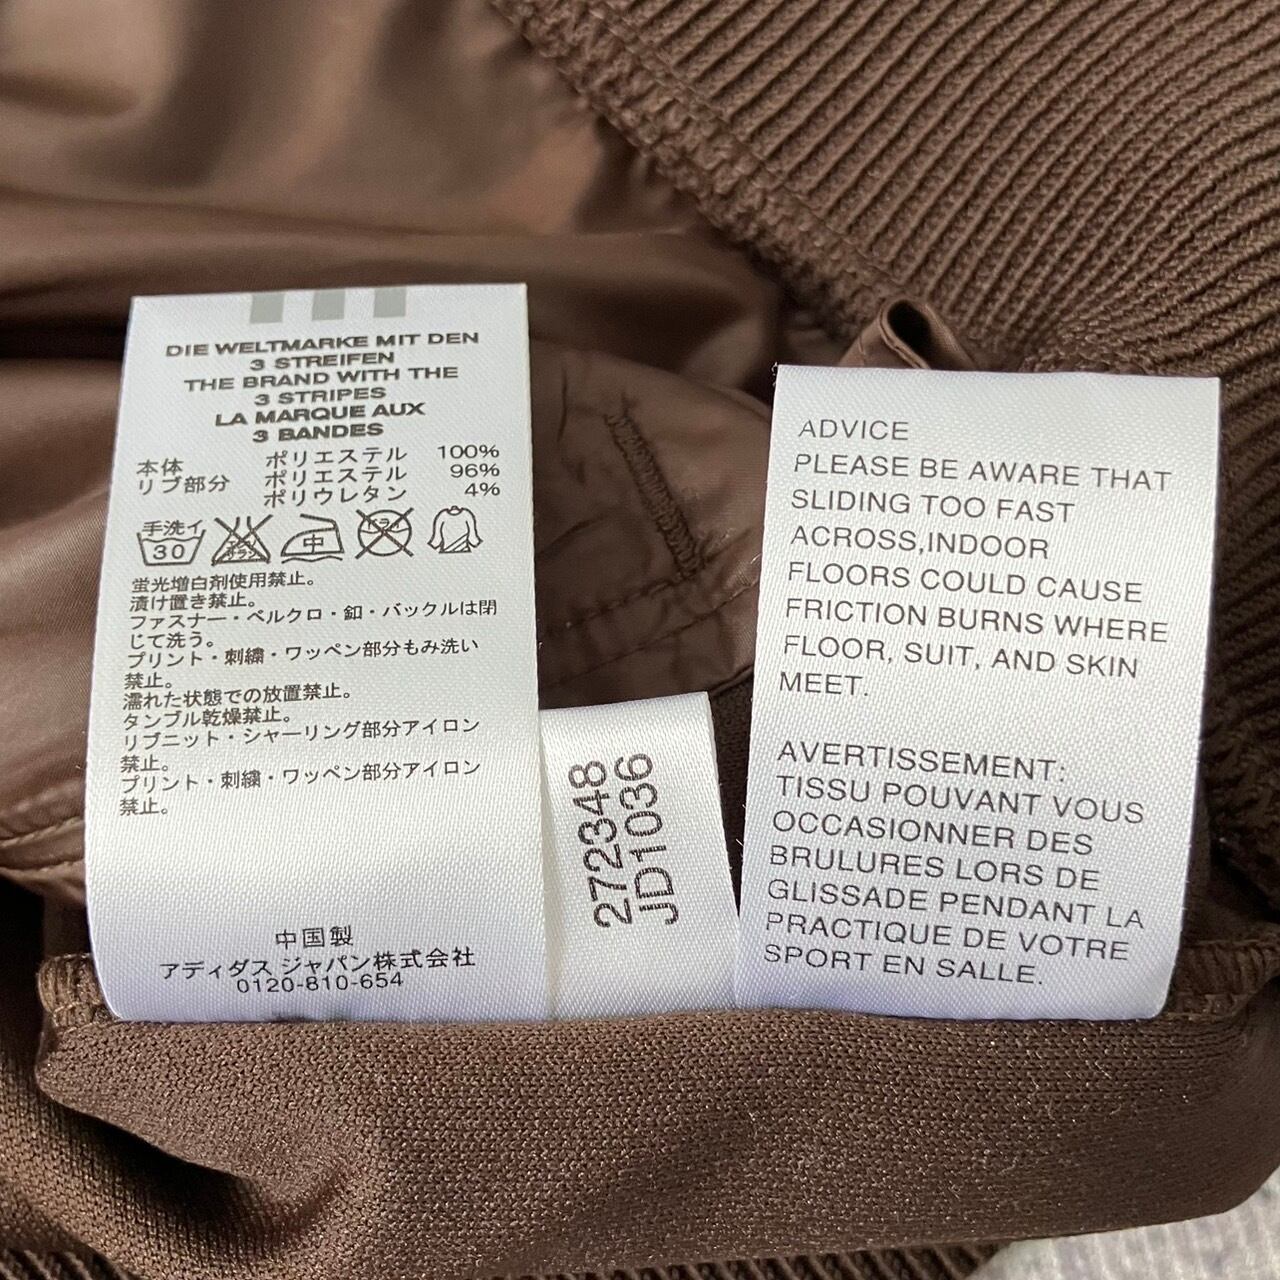 DIE WELTMARKE MIT DEN
3 STREIFEN
THE BRAND WITH THE
3 STRIPES
LA MARQUE AUX
3 BANDES
本体 ポリエステル 100%
リブ部分 ポリエステル 96%
ポリウレタン 4%
手洗イ
30
中
ドライ
蛍光増白剤使用禁止。
漬け置き禁止。
ファスナー・ベルクロ・釦・バックルは閉
じて洗う。
プリント・刺繍・ワッペン部分もみ洗い
禁止。
濡れた状態での放置禁止。
タンブル乾燥禁止。
リブニット・シャーリング部分アイロン
禁止。
プリント・刺繍・ワッペン部分アイロン
禁止。
中国製
アディダス ジャパン株式会社
0120-810-654
272348
JD1036
ADVICE
PLEASE BE AWARE THAT
SLIDING TOO FAST
ACROSS,INDOOR
FLOORS COULD CAUSE
FRICTION BURNS WHERE
FLOOR, SUIT, AND SKIN
MEET.
AVERTISSEMENT:
TISSU POUVANT VOUS
OCCASIONNER DES
BRULURES LORS DE
GLISSADE PENDANT LA
PRACTIQUE DE VOTRE
SPORT EN SALLE.